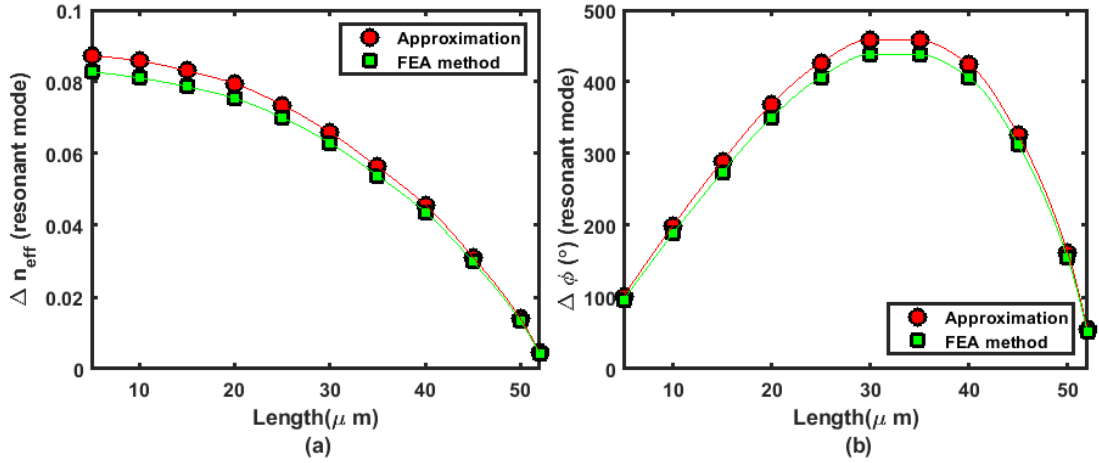 0.1
0.08
0.06
0.04
0.02
0
Δ n_eff (resonant mode)
Approximation
FEA method
10 20 30 40 50
Length(μ m)
(a)
500
400
300
200
100
0
Δ ϕ (°) (resonant mode)
Approximation
FEA method
10 20 30 40 50
Length(μ m)
(b)